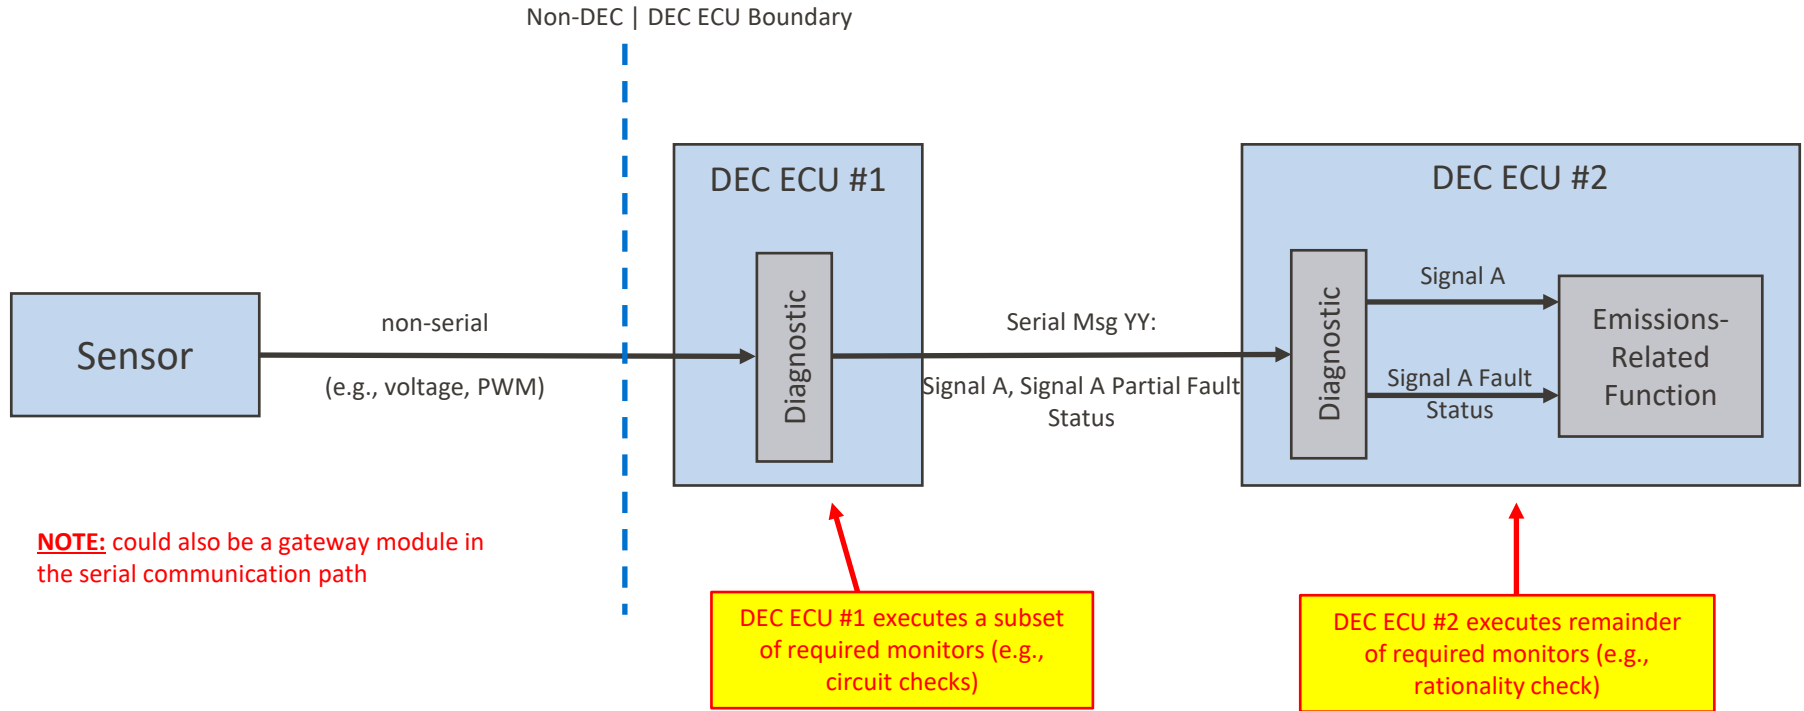 Non-DEC | DEC ECU Boundary
DEC ECU #1
DEC ECU #2
Sensor
non-serial
(e.g., voltage, PWM)
Diagnostic
Serial Msg YY:
Signal A, Signal A Partial Fault
Status
Diagnostic
Signal A
Signal A Fault
Status
Emissions-
Related
Function
NOTE: could also be a gateway module in
the serial communication path
DEC ECU #1 executes a subset
of required monitors (e.g.,
circuit checks)
DEC ECU #2 executes remainder
of required monitors (e.g.,
rationality check)